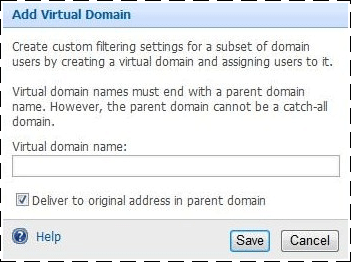 Add Virtual Domain
Create custom filtering settings for a subset of domain
users by creating a virtual domain and assigning users to it.
Virtual domain names must end with a parent domain
name. However, the parent domain cannot be a catch-all
domain.
Virtual domain name:
Deliver to original address in parent domain
Help
Save
Cancel